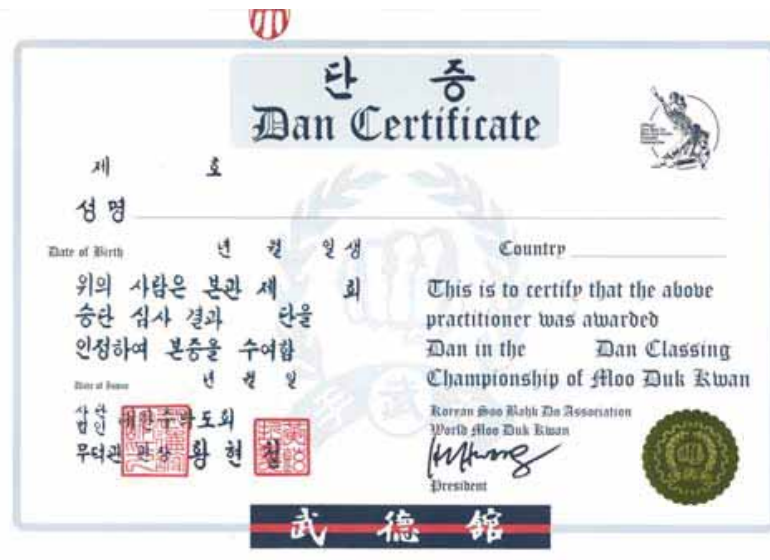 단 증
Dan Certificate
제 호
성명
Date of Birth 년 월 일생
Country
위의 사람은 본관 제 회
승단 심사 결과 단을
인정하여 본증을 수여함
Date of Issue 년 월 일
This is to certify that the above
practitioner was awarded
Dan in the Dan Classing
Championship of Moo Duk Kwan
사단
법인 대한수박도회
무덕관 관장 황현철
Korean Soo Bahk Do Association
World Moo Duk Kwan
HCHwang
President
武德館